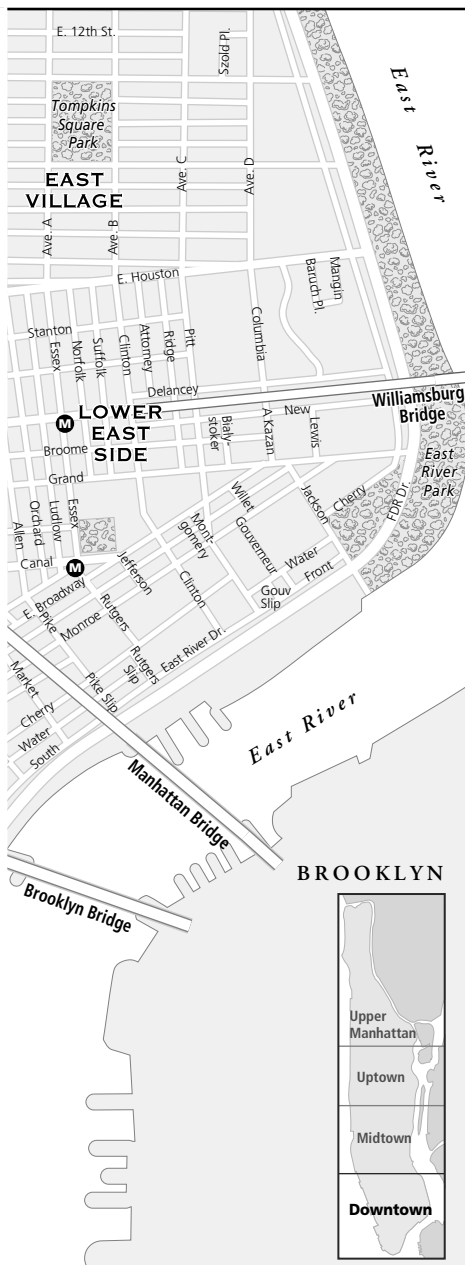 E. 12th St.
Szold Pl.
East River
Tompkins
Square
Park
Ave. C
Ave. D
EAST
VILLAGE
Ave. A
Ave. B
E. Houston
Mangin
Baruch Pl.
Stanton
Essex
Norfolk
Suffolk
Clinton
Attorney
Ridge
Pitt
Columbia
Delancey
Williamsburg
Bridge
M
LOWER
EAST
SIDE
New
Lewis
A Kazan
Bialy-
stoker
Broome
Grand
East
River
Park
Willet
Jackson
Cherry
FDR Dr.
Essex
Ludlow
Orchard
Allen
Mont-
gomery
Gouverneur
Water
Front
Canal
M
Jefferson
Clinton
Gouv
Slip
E. Broadway
Pike
Monroe
Rutgers
Rutgers
Slip
East River Dr.
Market
Pike Slip
Cherry
Water
South
East River
Manhattan Bridge
BROOKLYN
Brooklyn Bridge
Upper
Manhattan
Uptown
Midtown
Downtown